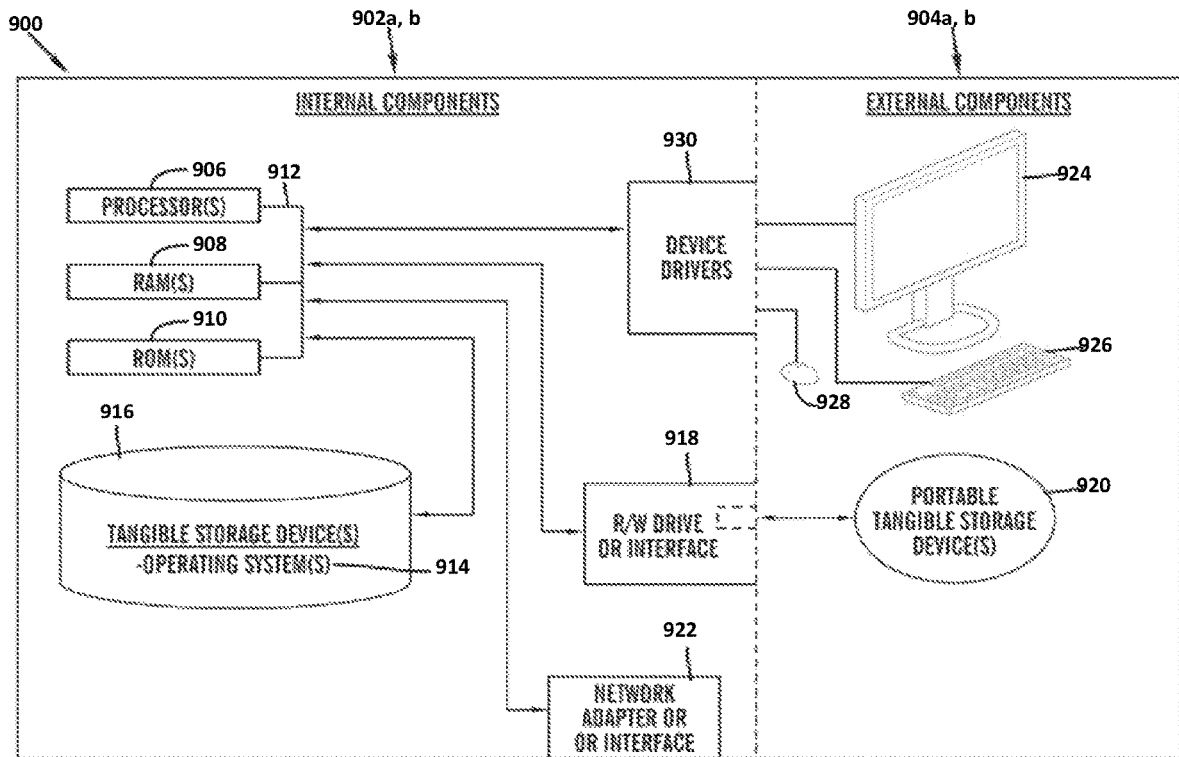 900
902a, b
904a, b
INTERNAL COMPONENTS
EXTERNAL COMPONENTS
906
912
PROCESSOR(S)
908
RAM(S)
910
ROM(S)
930
DEVICE
DRIVERS
924
926
928
916
TANGIBLE STORAGE DEVICE(S)
-OPERATING SYSTEM(S)
914
918
R/W DRIVE
OR INTERFACE
920
PORTABLE
TANGIBLE STORAGE
DEVICE(S)
922
NETWORK
ADAPTER OR
OR INTERFACE